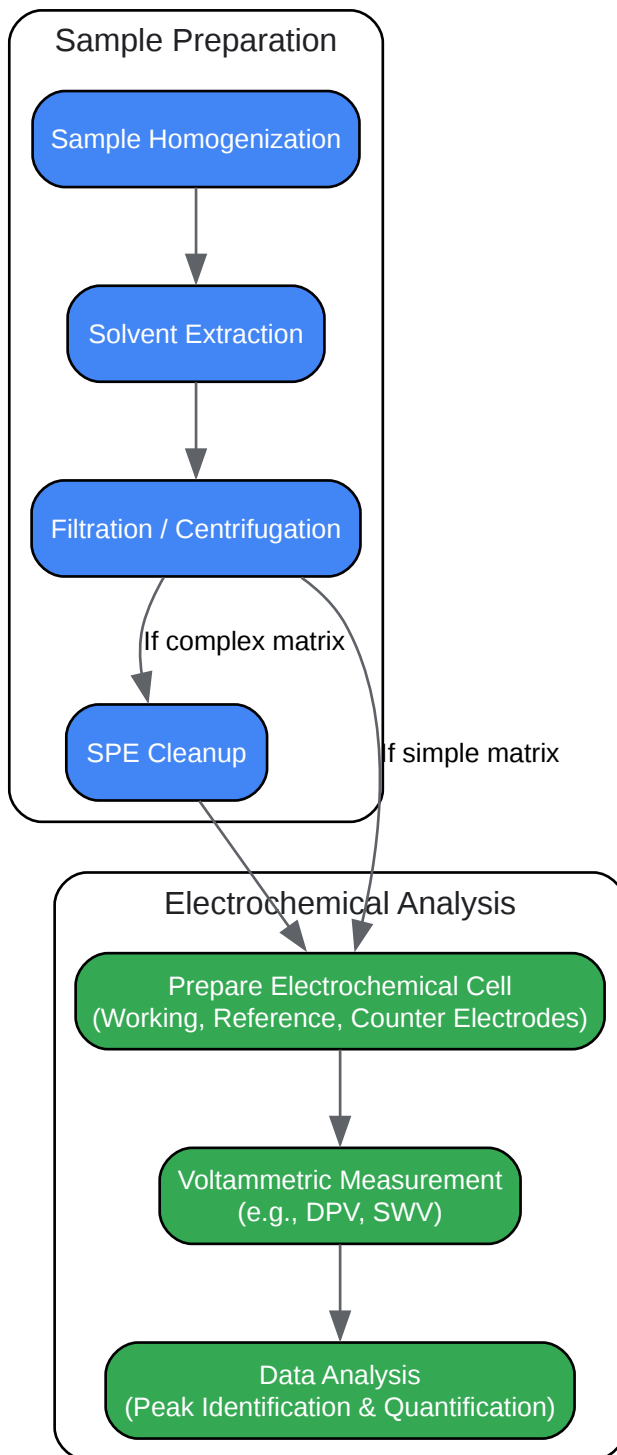 Sample Preparation
Sample Homogenization
Solvent Extraction
Filtration / Centrifugation
If complex matrix
SPE Cleanup
If simple matrix
Electrochemical Analysis
Prepare Electrochemical Cell
(Working, Reference, Counter Electrodes)
Voltammetric Measurement
(e.g., DPV, SWV)
Data Analysis
(Peak Identification & Quantification)